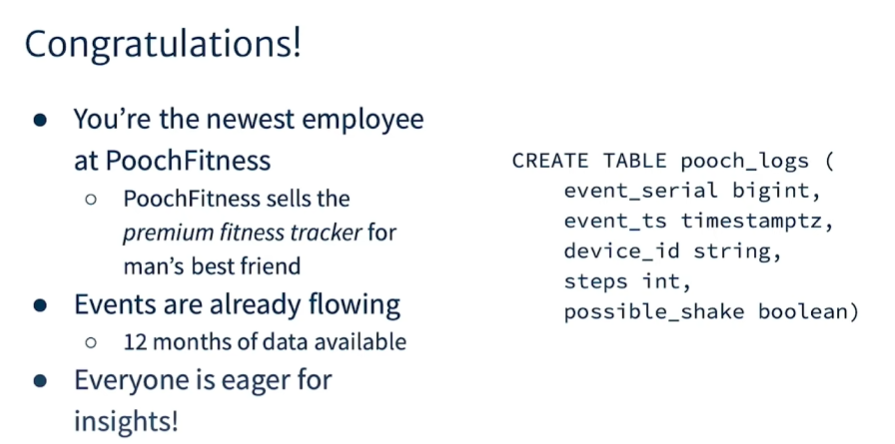 Congratulations!
● You’re the newest employee
at PoochFitness
○ PoochFitness sells the
premium fitness tracker for
man’s best friend
● Events are already flowing
○ 12 months of data available
● Everyone is eager for
insights!
CREATE TABLE pooch_logs (
    event_serial bigint,
    event_ts timestamptz,
    device_id string,
    steps int,
    possible_shake boolean)